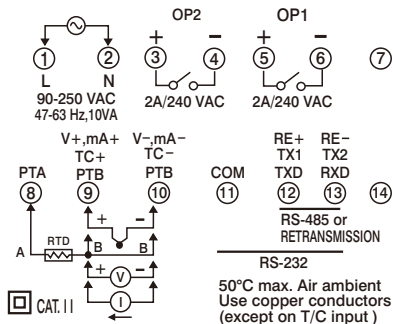 OP2 OP1
+ − + −
1 2 3 4 5 6 7
L N
90-250 VAC 2A/240 VAC 2A/240 VAC
47-63 Hz,10VA
V+,mA+ V−,mA− RE+ RE−
TC+ TC− TX1 TX2
PTA PTB PTB COM TXD RXD
8 9 10 11 12 13 14
+ −
RS-485 or
RETRANSMISSION
A RTD B B
RS-232
+ V −
I
CAT. II
50°C max. Air ambient
Use copper conductors
(except on T/C input )